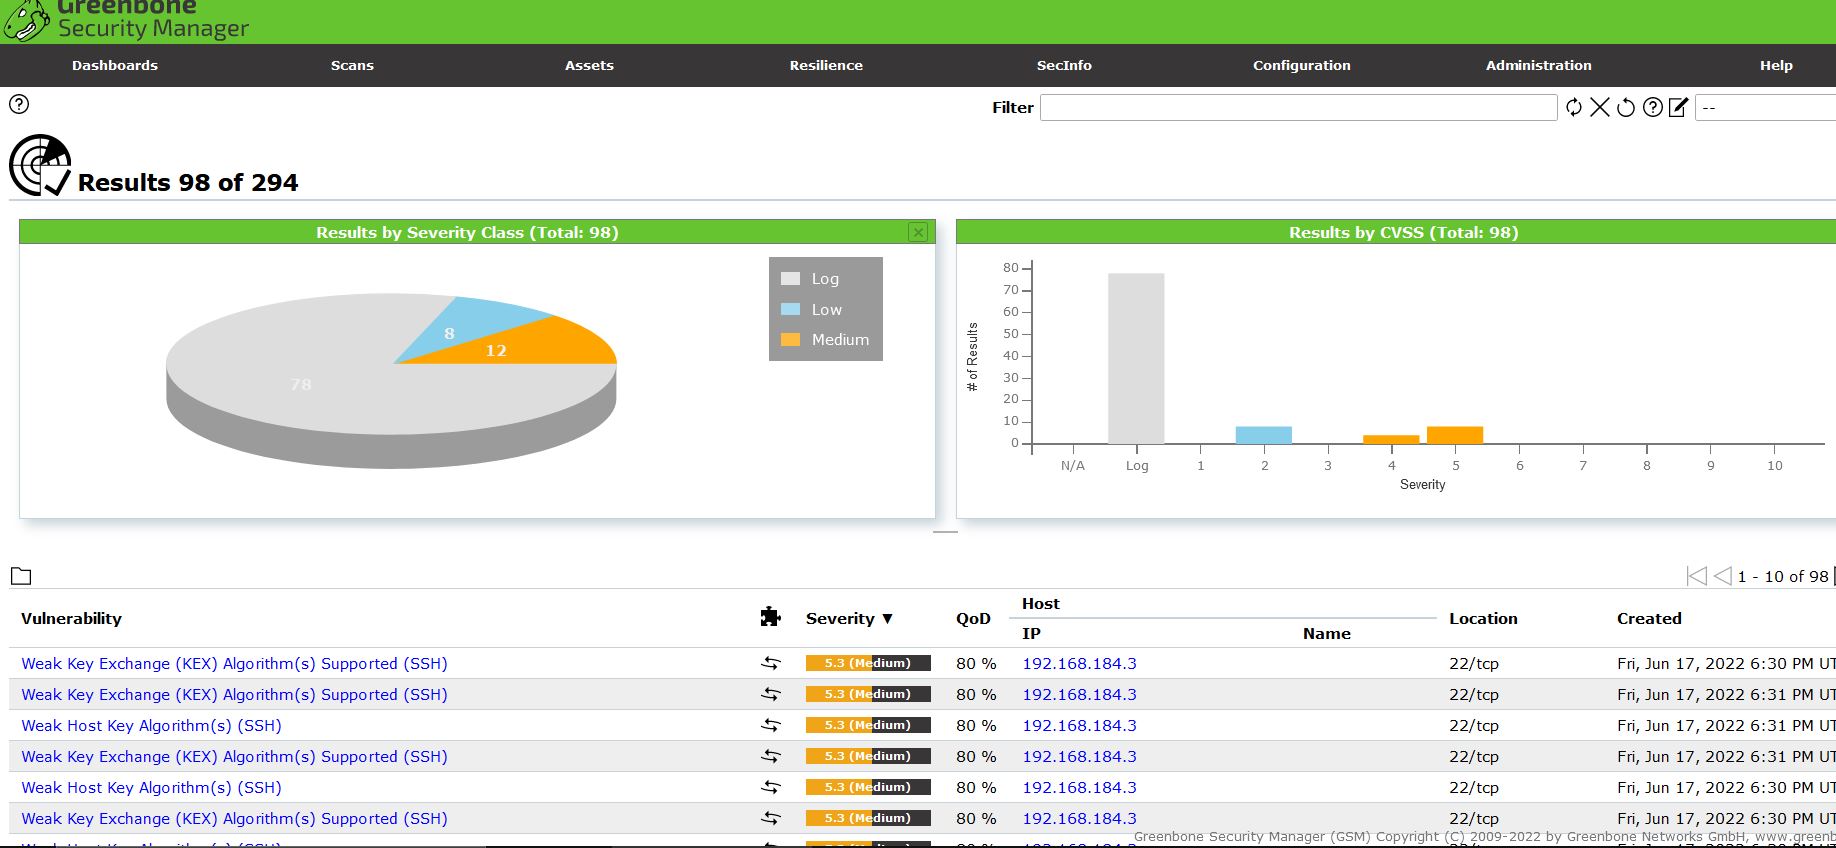 Greenbone
Security Manager
Dashboards Scans Assets Resilience SecInfo Configuration Administration Help
Filter --
Results 98 of 294
Results by Severity Class (Total: 98)
8
12
78
Log
Low
Medium
Results by CVSS (Total: 98)
# of Results
80
70
60
50
40
30
20
10
0
N/A Log 1 2 3 4 5 6 7 8 9 10
Severity
1 - 10 of 98
Vulnerability Severity ▼ QoD Host Location Created
IP Name
Weak Key Exchange (KEX) Algorithm(s) Supported (SSH) 5.3 (Medium) 80 % 192.168.184.3 22/tcp Fri, Jun 17, 2022 6:30 PM UT
Weak Key Exchange (KEX) Algorithm(s) Supported (SSH) 5.3 (Medium) 80 % 192.168.184.3 22/tcp Fri, Jun 17, 2022 6:31 PM UT
Weak Host Key Algorithm(s) (SSH) 5.3 (Medium) 80 % 192.168.184.3 22/tcp Fri, Jun 17, 2022 6:31 PM UT
Weak Key Exchange (KEX) Algorithm(s) Supported (SSH) 5.3 (Medium) 80 % 192.168.184.3 22/tcp Fri, Jun 17, 2022 6:31 PM UT
Weak Host Key Algorithm(s) (SSH) 5.3 (Medium) 80 % 192.168.184.3 22/tcp Fri, Jun 17, 2022 6:30 PM UT
Weak Key Exchange (KEX) Algorithm(s) Supported (SSH) 5.3 (Medium) 80 % 192.168.184.3 22/tcp Fri, Jun 17, 2022 6:30 PM UT
Greenbone Security Manager (GSM) Copyright (C) 2009-2022 by Greenbone Networks GmbH, www.greenb
Weak Host Key Algorithm(s) (SSH)